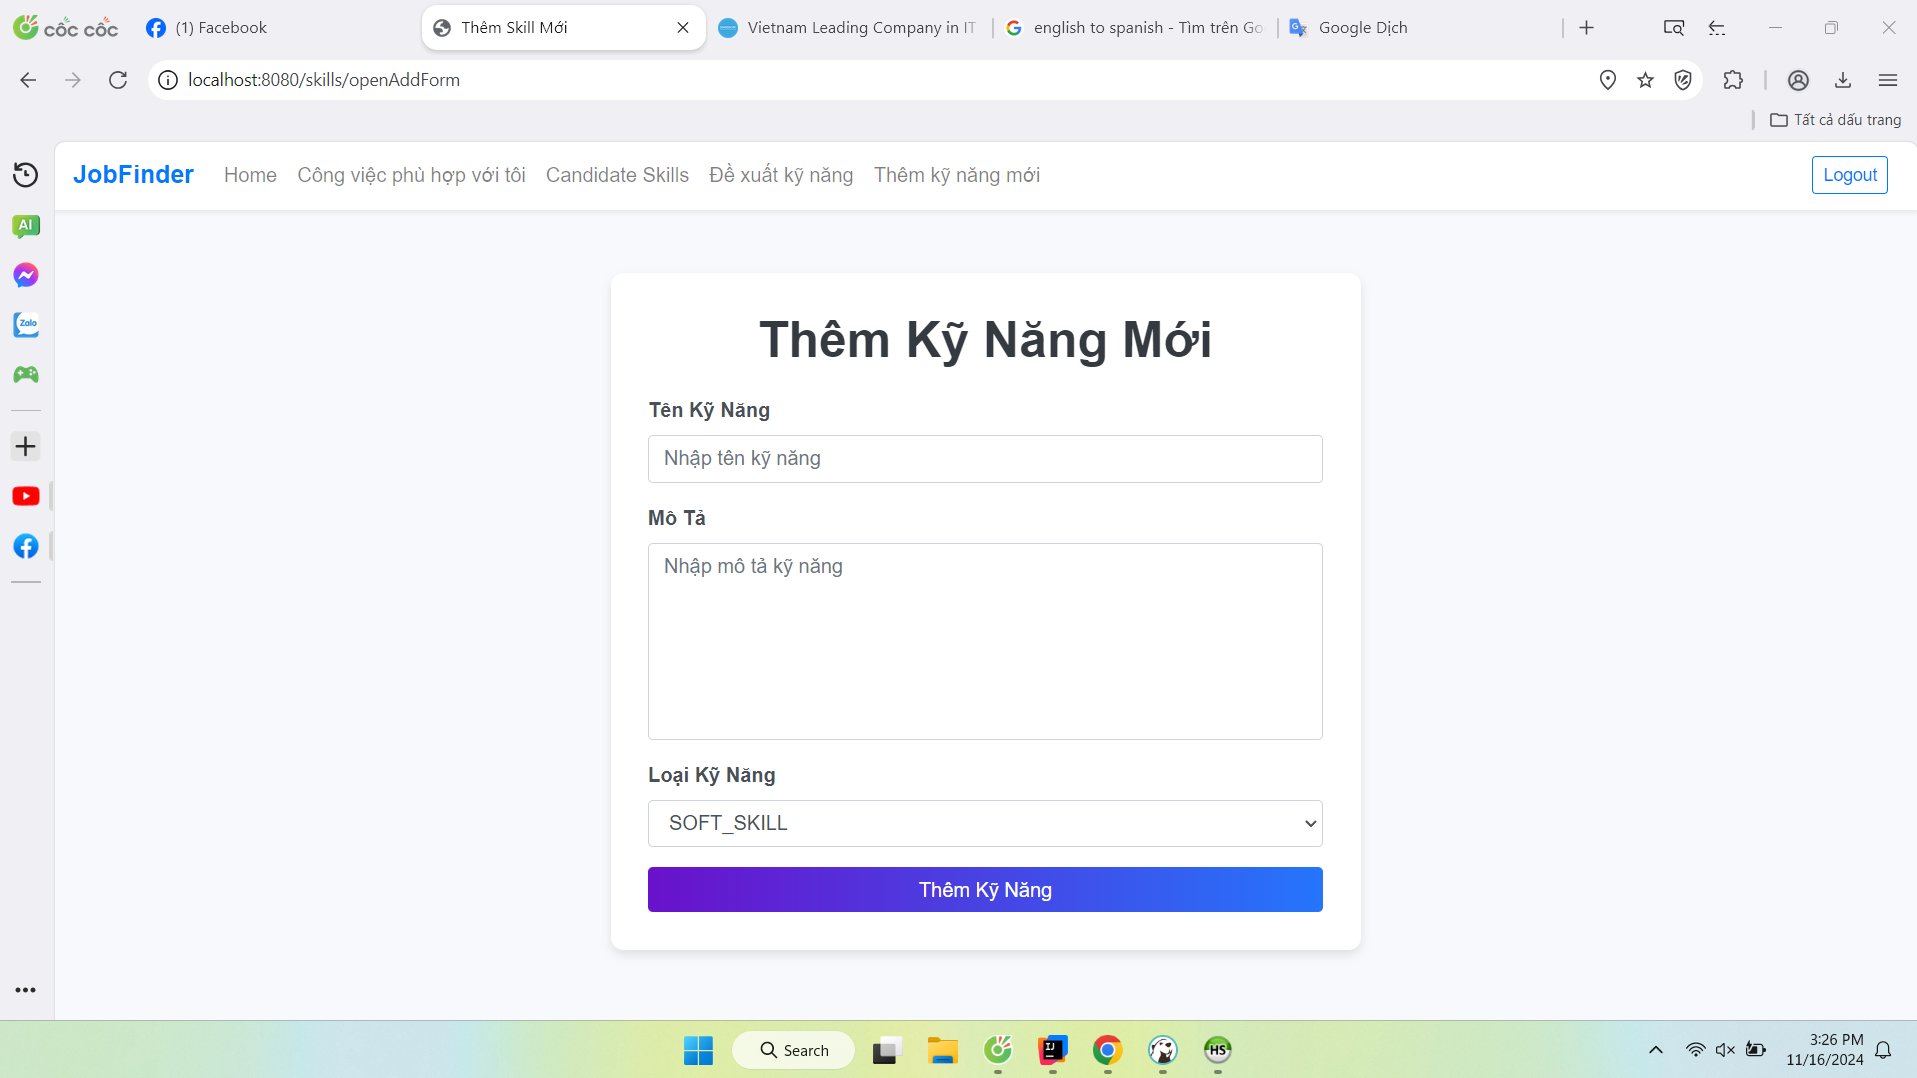 cốc cốc
(1) Facebook
Thêm Skill Mới
Vietnam Leading Company in IT
english to spanish - Tìm trên Go
Google Dịch
localhost:8080/skills/openAddForm
Tất cả dấu trang
JobFinder
Home
Công việc phù hợp với tôi
Candidate Skills
Đề xuất kỹ năng
Thêm kỹ năng mới
Logout
AI
Zalo
Thêm Kỹ Năng Mới
Tên Kỹ Năng
Nhập tên kỹ năng
Mô Tả
Nhập mô tả kỹ năng
Loại Kỹ Năng
SOFT_SKILL
Thêm Kỹ Năng
Search
IJ
HS
3:26 PM
11/16/2024